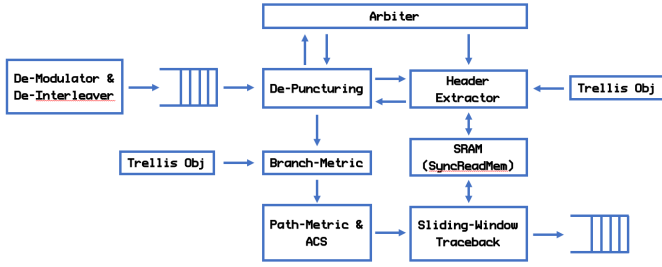 Arbiter
De-Modulator &
De-Interleaver
De-Puncturing
Header
Extractor
Trellis Obj
Trellis Obj
Branch-Metric
SRAM
(SyncReadMem)
Path-Metric &
ACS
Sliding-Window
Traceback